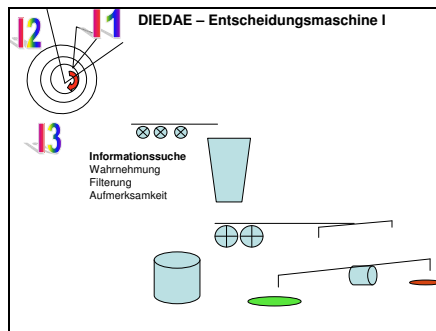 DIEDAE – Entscheidungsmaschine I
I2
I1
I3
Informationssuche
Wahrnehmung
Filterung
Aufmerksamkeit